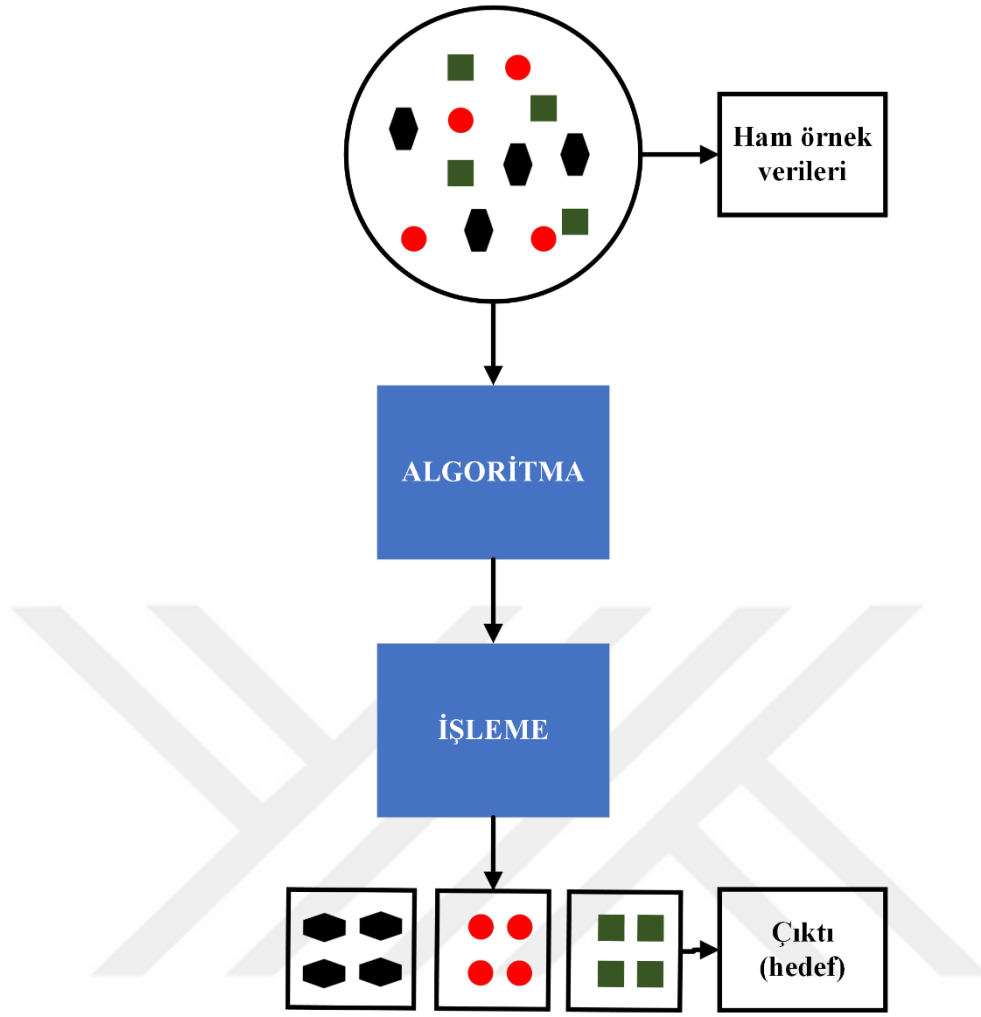 Ham örnek
verileri
ALGORİTMA
İŞLEME
Çıktı
(hedef)